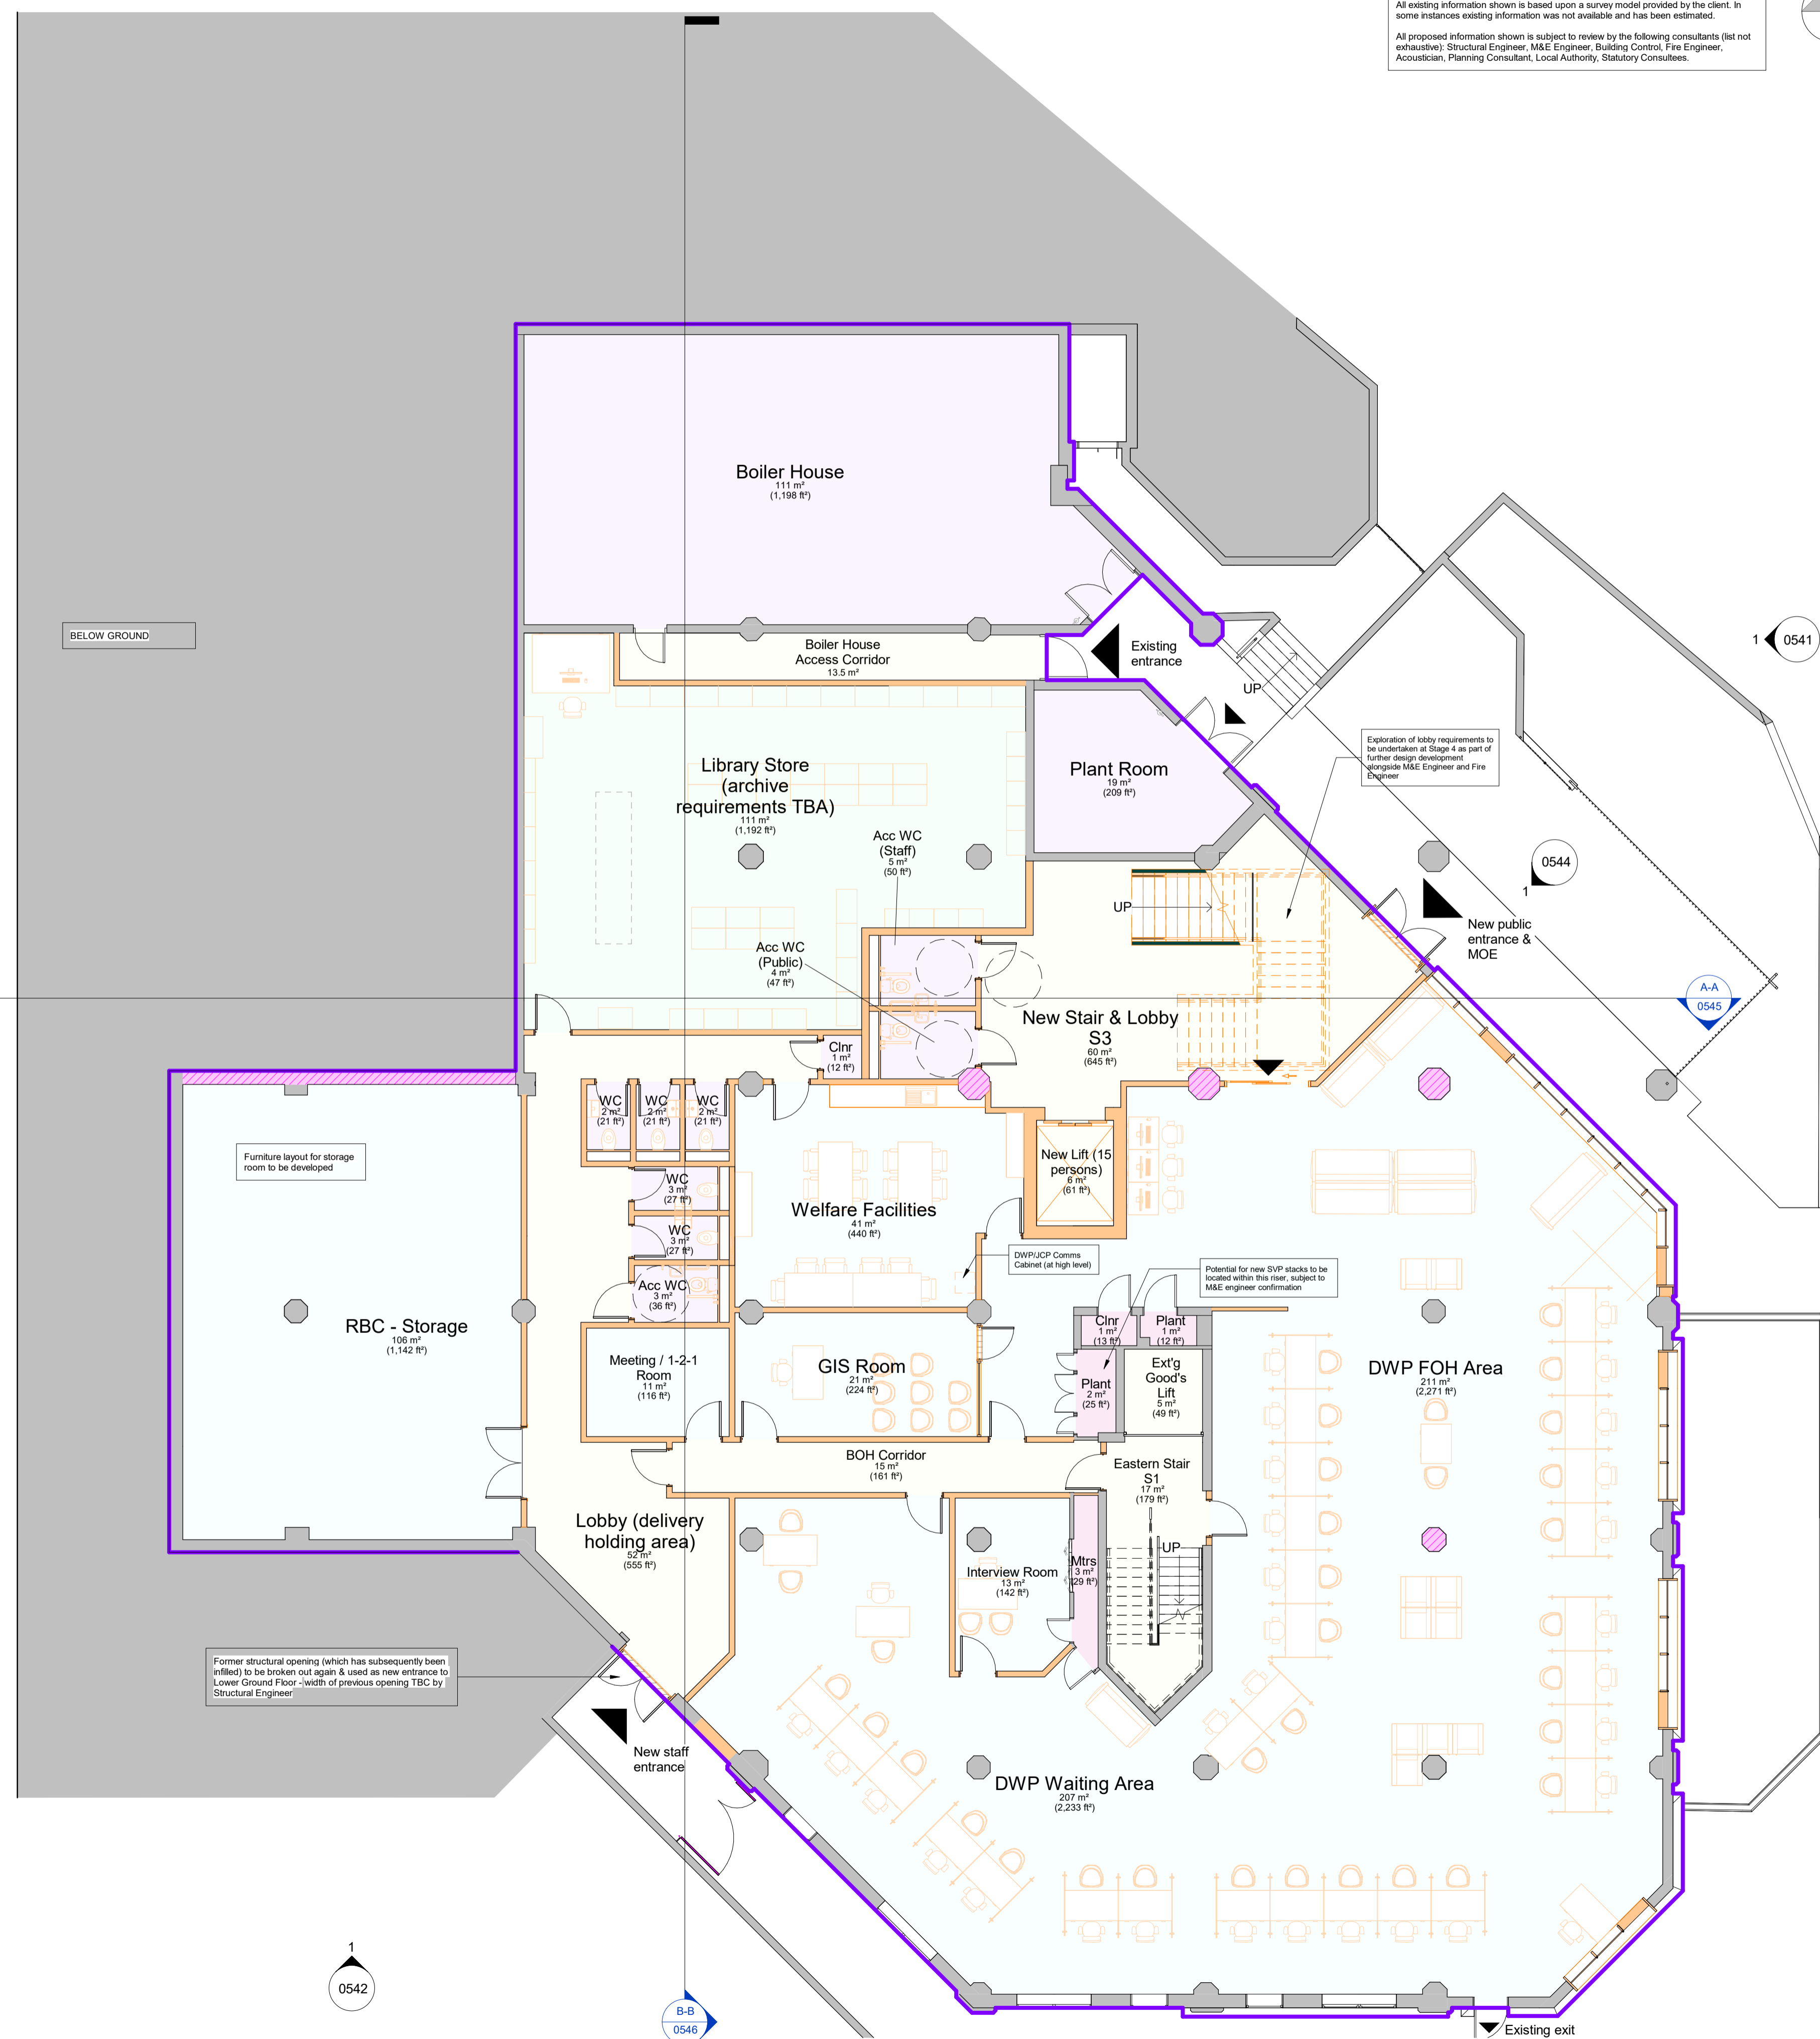 All existing information shown is based upon a survey model provided by the client. In
some instances existing information was not available and has been estimated.
All proposed information shown is subject to review by the following consultants (list not
exhaustive): Structural Engineer, M&E Engineer, Building Control, Fire Engineer,
Acoustician, Planning Consultant, Local Authority, Statutory Consultees.
Boiler House
111 m²
(1,198 ft²)
BELOW GROUND
Boiler House
Access Corridor
13.5 m²
Existing
entrance
UP
1
0541
Library Store
(archive
requirements TBA)
111 m²
(1,192 ft²)
Plant Room
19 m²
(209 ft²)
Exploration of lobby requirements to
be undertaken at Stage 4 as part of
further design development
alongside M&E Engineer and Fire
Engineer
Acc WC
(Staff)
5 m²
(50 ft²)
0544
1
UP
New public
entrance &
MOE
Acc WC
(Public)
4 m²
(47 ft²)
A-A
0545
New Stair & Lobby
S3
60 m²
(645 ft²)
Clnr
1 m²
(12 ft²)
WC
2 m²
(21 ft²)
WC
2 m²
(21 ft²)
WC
2 m²
(21 ft²)
Furniture layout for storage
room to be developed
New Lift (15
persons)
6 m²
(61 ft²)
WC
3 m²
(27 ft²)
Welfare Facilities
41 m²
(440 ft²)
WC
3 m²
(27 ft²)
DWP/JCP Comms
Cabinet (at high level)
Potential for new SVP stacks to be
located within this riser, subject to
M&E engineer confirmation
Acc WC
3 m²
(36 ft²)
RBC - Storage
106 m²
(1,142 ft²)
Clnr
1 m²
(13 ft²)
Plant
1 m²
(12 ft²)
Meeting / 1-2-1
Room
11 m²
(116 ft²)
GIS Room
21 m²
(224 ft²)
Plant
2 m²
(25 ft²)
Ext'g
Good's
Lift
5 m²
(49 ft²)
DWP FOH Area
211 m²
(2,271 ft²)
BOH Corridor
15 m²
(161 ft²)
Eastern Stair
S1
17 m²
(179 ft²)
Lobby (delivery
holding area)
52 m²
(555 ft²)
UP
Interview Room
13 m²
(142 ft²)
Mtrs
3 m²
(29 ft²)
Former structural opening (which has subsequently been
infilled) to be broken out again & used as new entrance to
Lower Ground Floor - width of previous opening TBC by
Structural Engineer
New staff
entrance
DWP Waiting Area
207 m²
(2,233 ft²)
1
0542
B-B
0546
Existing exit